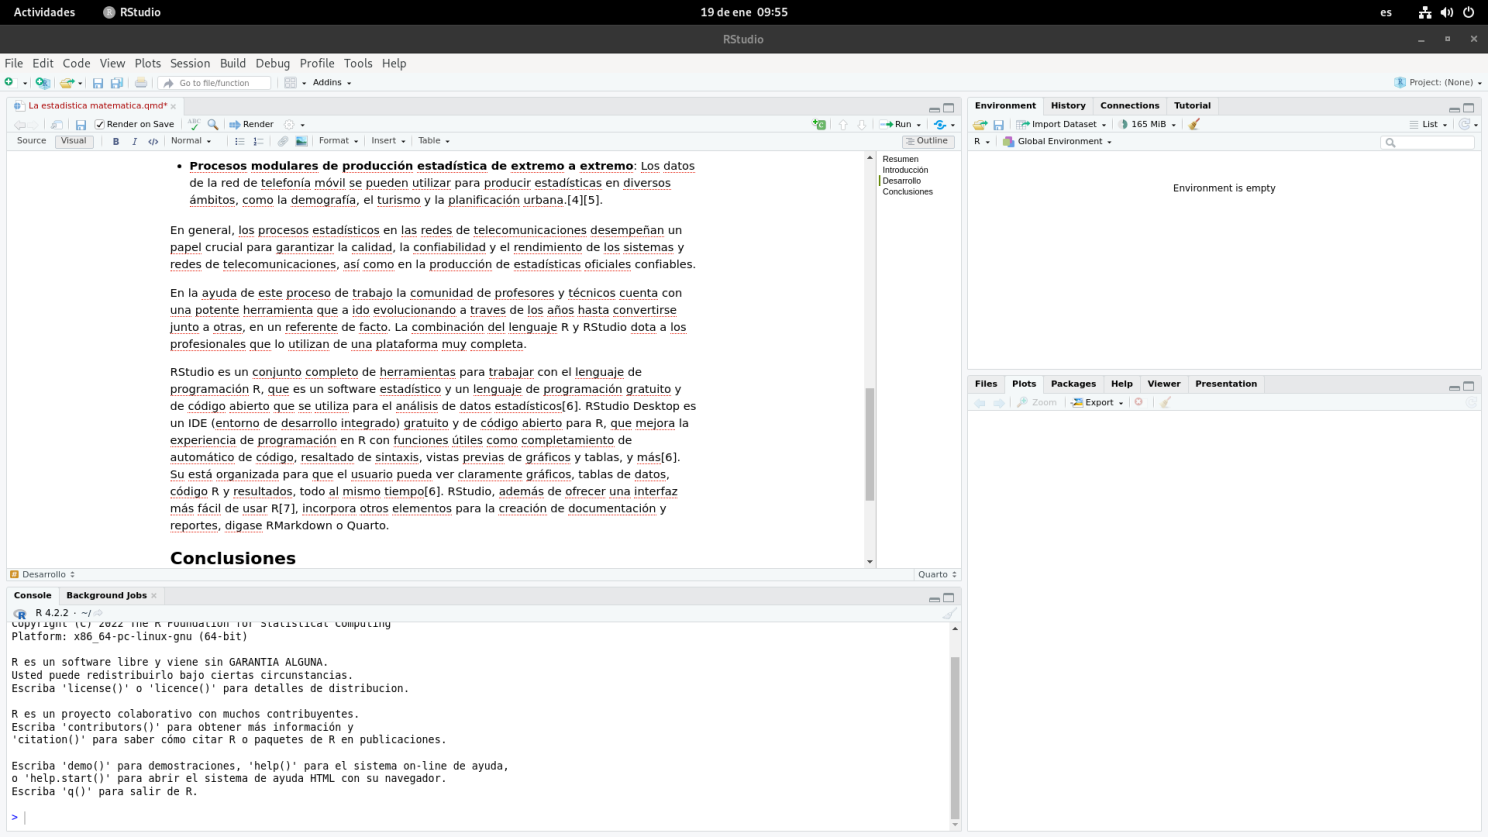 Actividades RStudio 19 de ene 09:55 es
RStudio
File Edit Code View Plots Session Build Debug Profile Tools Help
Go to file/function Addins Project: (None)
La estadistica matematica.qmd*
Render on Save ABC Render Run
Source Visual B I </> Normal Format Insert Table Outline
• Procesos modulares de producción estadística de extremo a extremo: Los datos
de la red de telefonía móvil se pueden utilizar para producir estadísticas en diversos
ámbitos, como la demografía, el turismo y la planificación urbana.[4][5].
En general, los procesos estadísticos en las redes de telecomunicaciones desempeñan un
papel crucial para garantizar la calidad, la confiabilidad y el rendimiento de los sistemas y
redes de telecomunicaciones, así como en la producción de estadísticas oficiales confiables.
En la ayuda de este proceso de trabajo la comunidad de profesores y técnicos cuenta con
una potente herramienta que a ido evolucionando a traves de los años hasta convertirse
junto a otras, en un referente de facto. La combinación del lenguaje R y RStudio dota a los
profesionales que lo utilizan de una plataforma muy completa.
RStudio es un conjunto completo de herramientas para trabajar con el lenguaje de
programación R, que es un software estadístico y un lenguaje de programación gratuito y
de código abierto que se utiliza para el análisis de datos estadísticos[6]. RStudio Desktop es
un IDE (entorno de desarrollo integrado) gratuito y de código abierto para R, que mejora la
experiencia de programación en R con funciones útiles como completamiento de
automático de código, resaltado de sintaxis, vistas previas de gráficos y tablas, y más[6].
Su está organizada para que el usuario pueda ver claramente gráficos, tablas de datos,
código R y resultados, todo al mismo tiempo[6]. RStudio, además de ofrecer una interfaz
más fácil de usar R[7], incorpora otros elementos para la creación de documentación y
reportes, digase RMarkdown o Quarto.
Conclusiones
Resumen
Introducción
Desarrollo
Conclusiones
Desarrollo Quarto
Console Background Jobs
R 4.2.2 · ~/
Copyright (C) 2022 The R Foundation for Statistical Computing
Platform: x86_64-pc-linux-gnu (64-bit)
R es un software libre y viene sin GARANTIA ALGUNA.
Usted puede redistribuirlo bajo ciertas circunstancias.
Escriba 'license()' o 'licence()' para detalles de distribucion.
R es un proyecto colaborativo con muchos contribuyentes.
Escriba 'contributors()' para obtener más información y
'citation()' para saber cómo citar R o paquetes de R en publicaciones.
Escriba 'demo()' para demostraciones, 'help()' para el sistema on-line de ayuda,
o 'help.start()' para abrir el sistema de ayuda HTML con su navegador.
Escriba 'q()' para salir de R.
>
Environment History Connections Tutorial
Import Dataset 165 MiB List
R Global Environment
Environment is empty
Files Plots Packages Help Viewer Presentation
Zoom Export